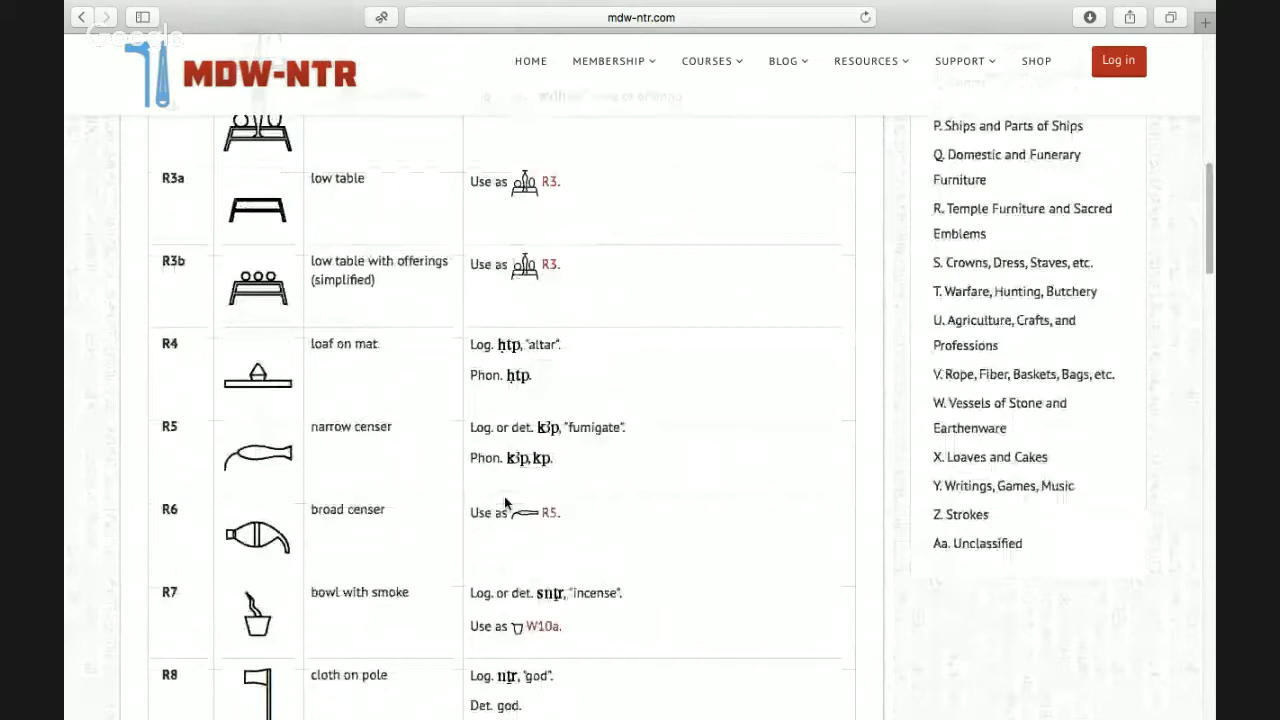 mdw-ntr.com
Google
MDW-NTR
HOME MEMBERSHIP COURSES BLOG RESOURCES SUPPORT SHOP Log in
R3a low table Use as R3.
R3b low table with offerings (simplified) Use as R3.
R4 loaf on mat. Log. ḥtp, "altar".
Phon. ḥtp.
R5 narrow censer Log. or det. kꜣp, "fumigate".
Phon. kꜣp, kp.
R6 broad censer Use as R5.
R7 bowl with smoke Log. or det. snṯr, "incense".
Use as W10a.
R8 cloth on pole Log. nṯr, "god".
Det. god.
P. Ships and Parts of Ships
Q. Domestic and Funerary
Furniture
R. Temple Furniture and Sacred
Emblems
S. Crowns, Dress, Staves, etc.
T. Warfare, Hunting, Butchery
U. Agriculture, Crafts, and
Professions
V. Rope, Fiber, Baskets, Bags, etc.
W. Vessels of Stone and
Earthenware
X. Loaves and Cakes
Y. Writings, Games, Music
Z. Strokes
Aa. Unclassified